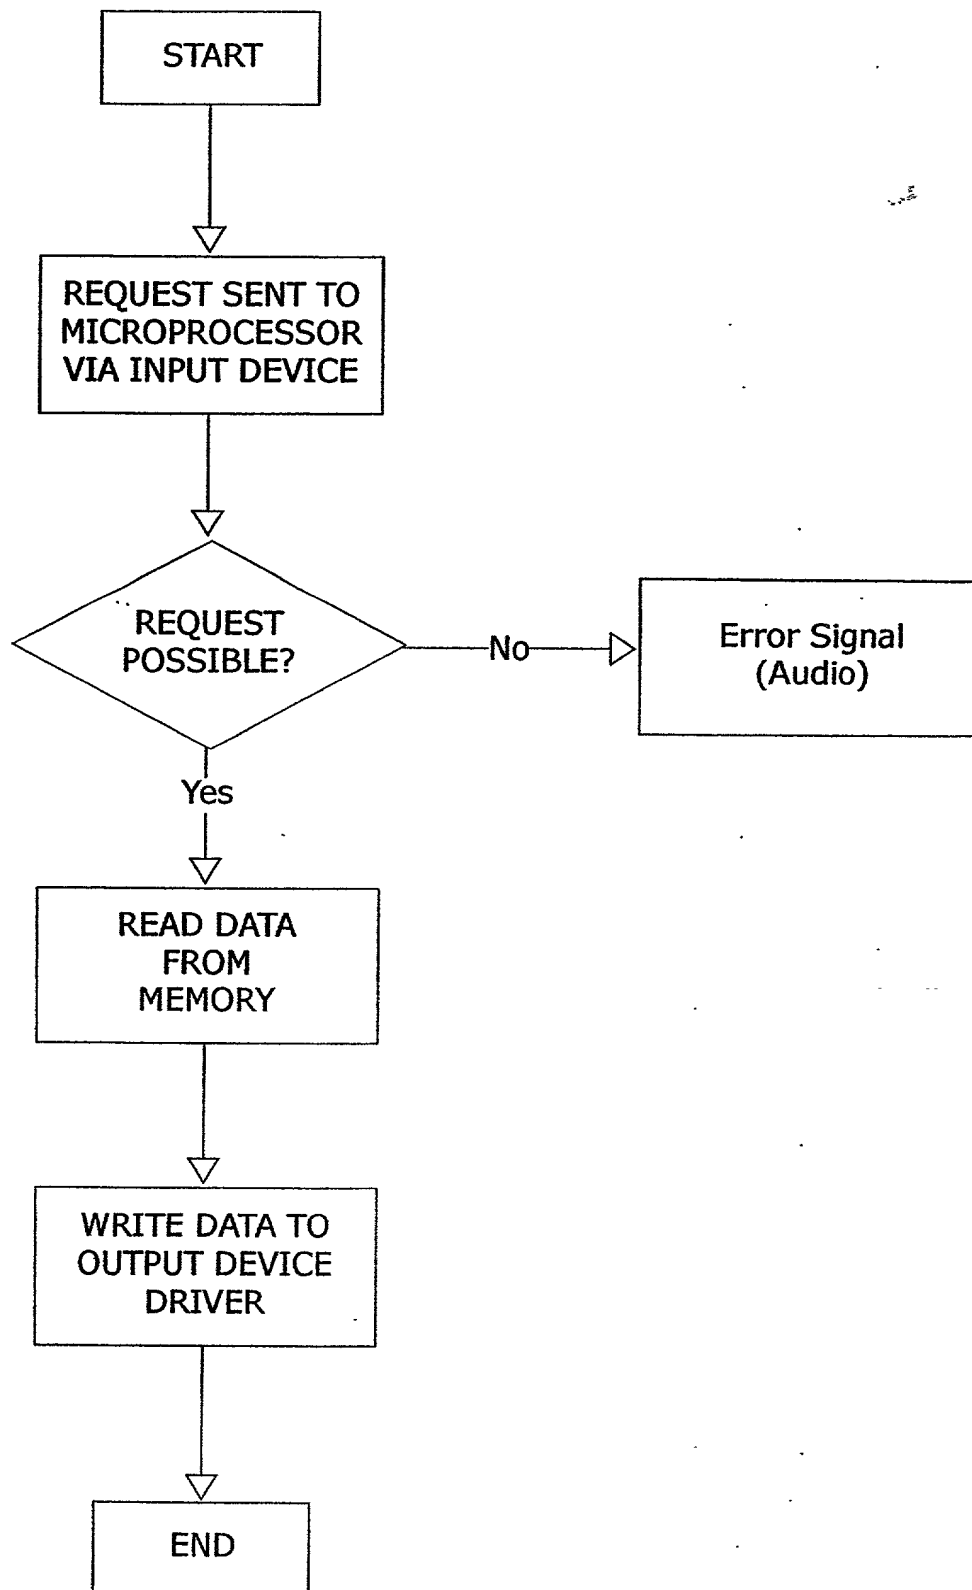 START
REQUEST SENT TO
MICROPROCESSOR
VIA INPUT DEVICE
REQUEST
POSSIBLE?
No
Error Signal
(Audio)
Yes
READ DATA
FROM
MEMORY
WRITE DATA TO
OUTPUT DEVICE
DRIVER
END